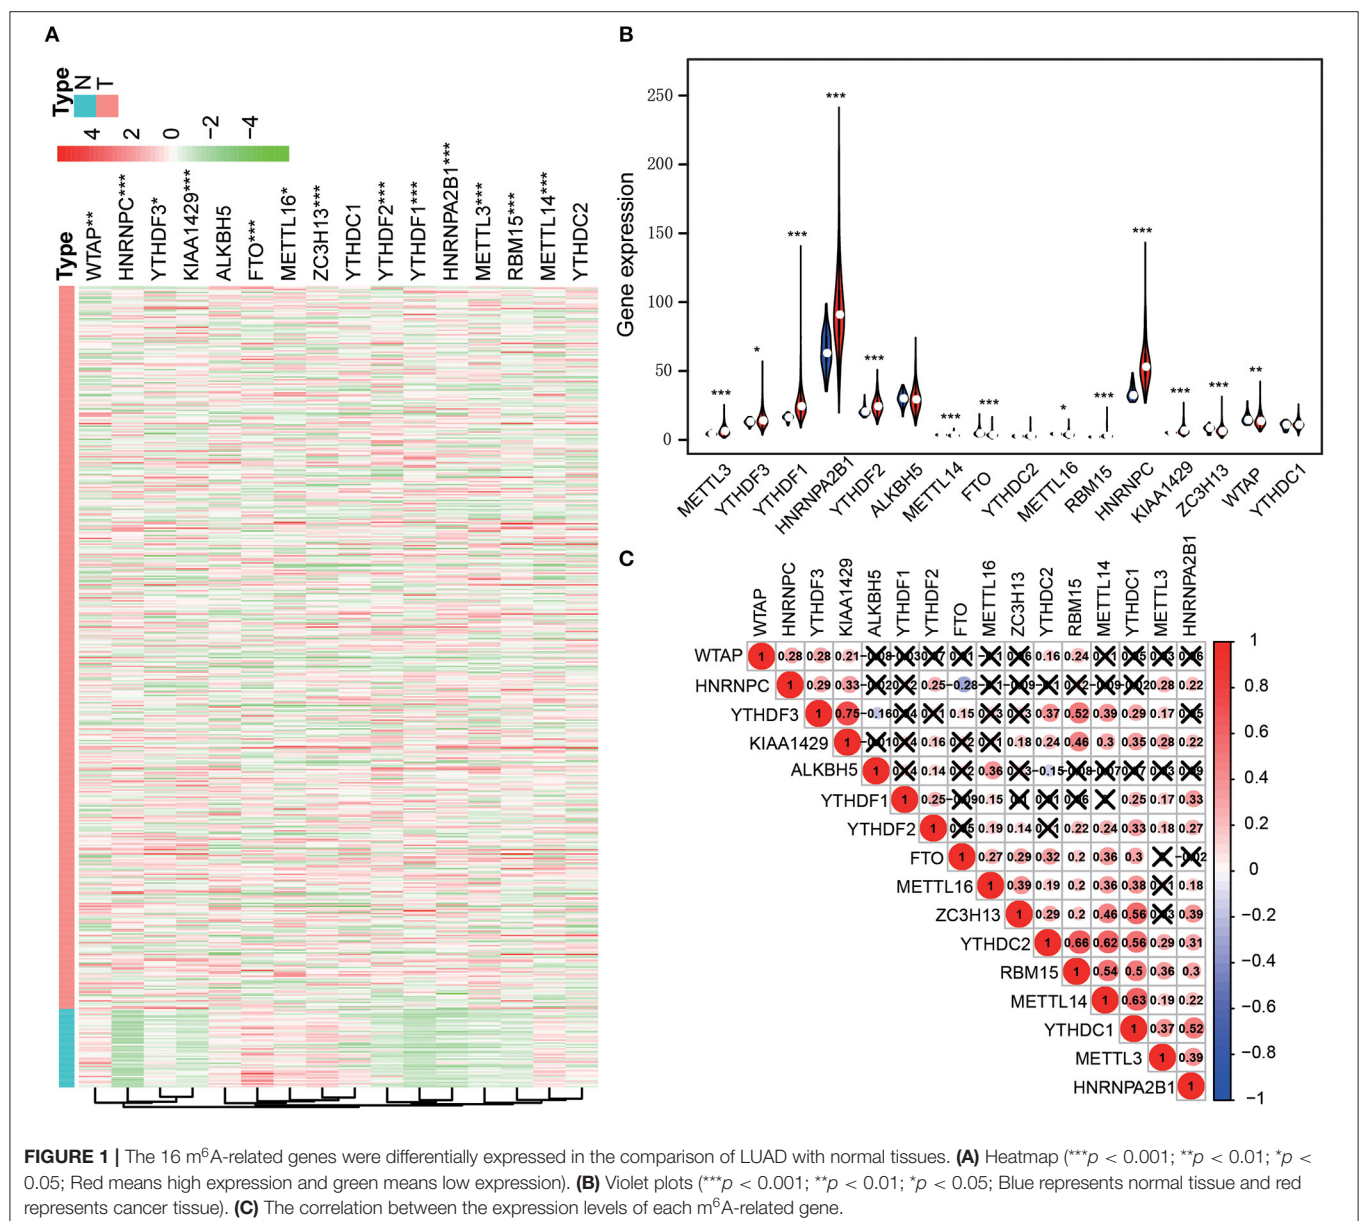 A
Type
N
T
4
2
0
−2
−4
Type
WTAP**
HNRNPC***
YTHDF3*
KIAA1429***
ALKBH5
FTO***
METTL16*
ZC3H13***
YTHDC1
YTHDF2***
YTHDF1***
HNRNPA2B1***
METTL3***
RBM15***
METTL14***
YTHDC2
B
Gene expression
250
200
150
100
50
0
*** * *** *** *** *** *** * *** *** *** *** **
METTL3
YTHDF3
YTHDF1
HNRNPA2B1
YTHDF2
ALKBH5
METTL14
FTO
YTHDC2
METTL16
RBM15
HNRNPC
KIAA1429
ZC3H13
WTAP
YTHDC1
C
WTAP
HNRNPC
YTHDF3
KIAA1429
ALKBH5
YTHDF1
YTHDF2
FTO
METTL16
ZC3H13
YTHDC2
RBM15
METTL14
YTHDC1
METTL3
HNRNPA2B1
WTAP 1 0.28 0.28 0.21 0.16 0.24
HNRNPC 1 0.29 0.33 0.25 −0.28 0.28 0.22
YTHDF3 1 0.75 −0.16 0.15 0.37 0.52 0.39 0.29 0.17
KIAA1429 1 0.16 0.18 0.24 0.46 0.3 0.35 0.28 0.22
ALKBH5 1 0.14 0.36 −0.15
YTHDF1 1 0.25 0.15 0.25 0.17 0.33
YTHDF2 1 0.19 0.14 0.22 0.24 0.33 0.18 0.27
FTO 1 0.27 0.29 0.32 0.2 0.36 0.3
METTL16 1 0.39 0.19 0.2 0.36 0.38 0.18
ZC3H13 1 0.29 0.2 0.46 0.56 0.39
YTHDC2 1 0.66 0.62 0.56 0.29 0.31
RBM15 1 0.54 0.5 0.36 0.3
METTL14 1 0.63 0.19 0.22
YTHDC1 1 0.37 0.52
METTL3 1 0.39
HNRNPA2B1 1
1
0.8
0.6
0.4
0.2
0
−0.2
−0.4
−0.6
−0.8
−1
FIGURE 1 | The 16 m⁶A-related genes were differentially expressed in the comparison of LUAD with normal tissues. (A) Heatmap (***p < 0.001; **p < 0.01; *p <
0.05; Red means high expression and green means low expression). (B) Violet plots (***p < 0.001; **p < 0.01; *p < 0.05; Blue represents normal tissue and red
represents cancer tissue). (C) The correlation between the expression levels of each m⁶A-related gene.